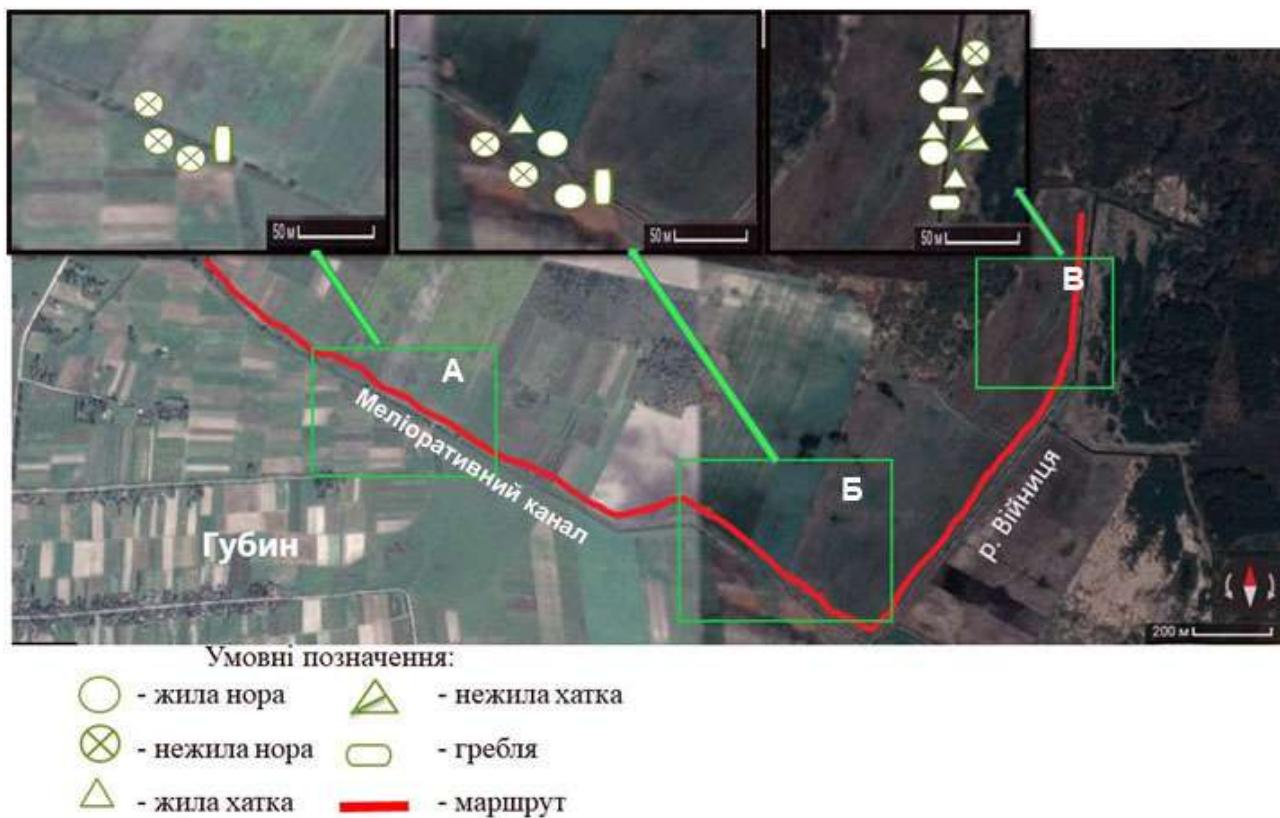 50 м
50 м
50 м
А
Б
В
Меліоративний канал
Губин
р. Війниця
200 м
Умовні позначення:
- жила нора
- нежила хатка
- нежила нора
- гребля
- жила хатка
- маршрут